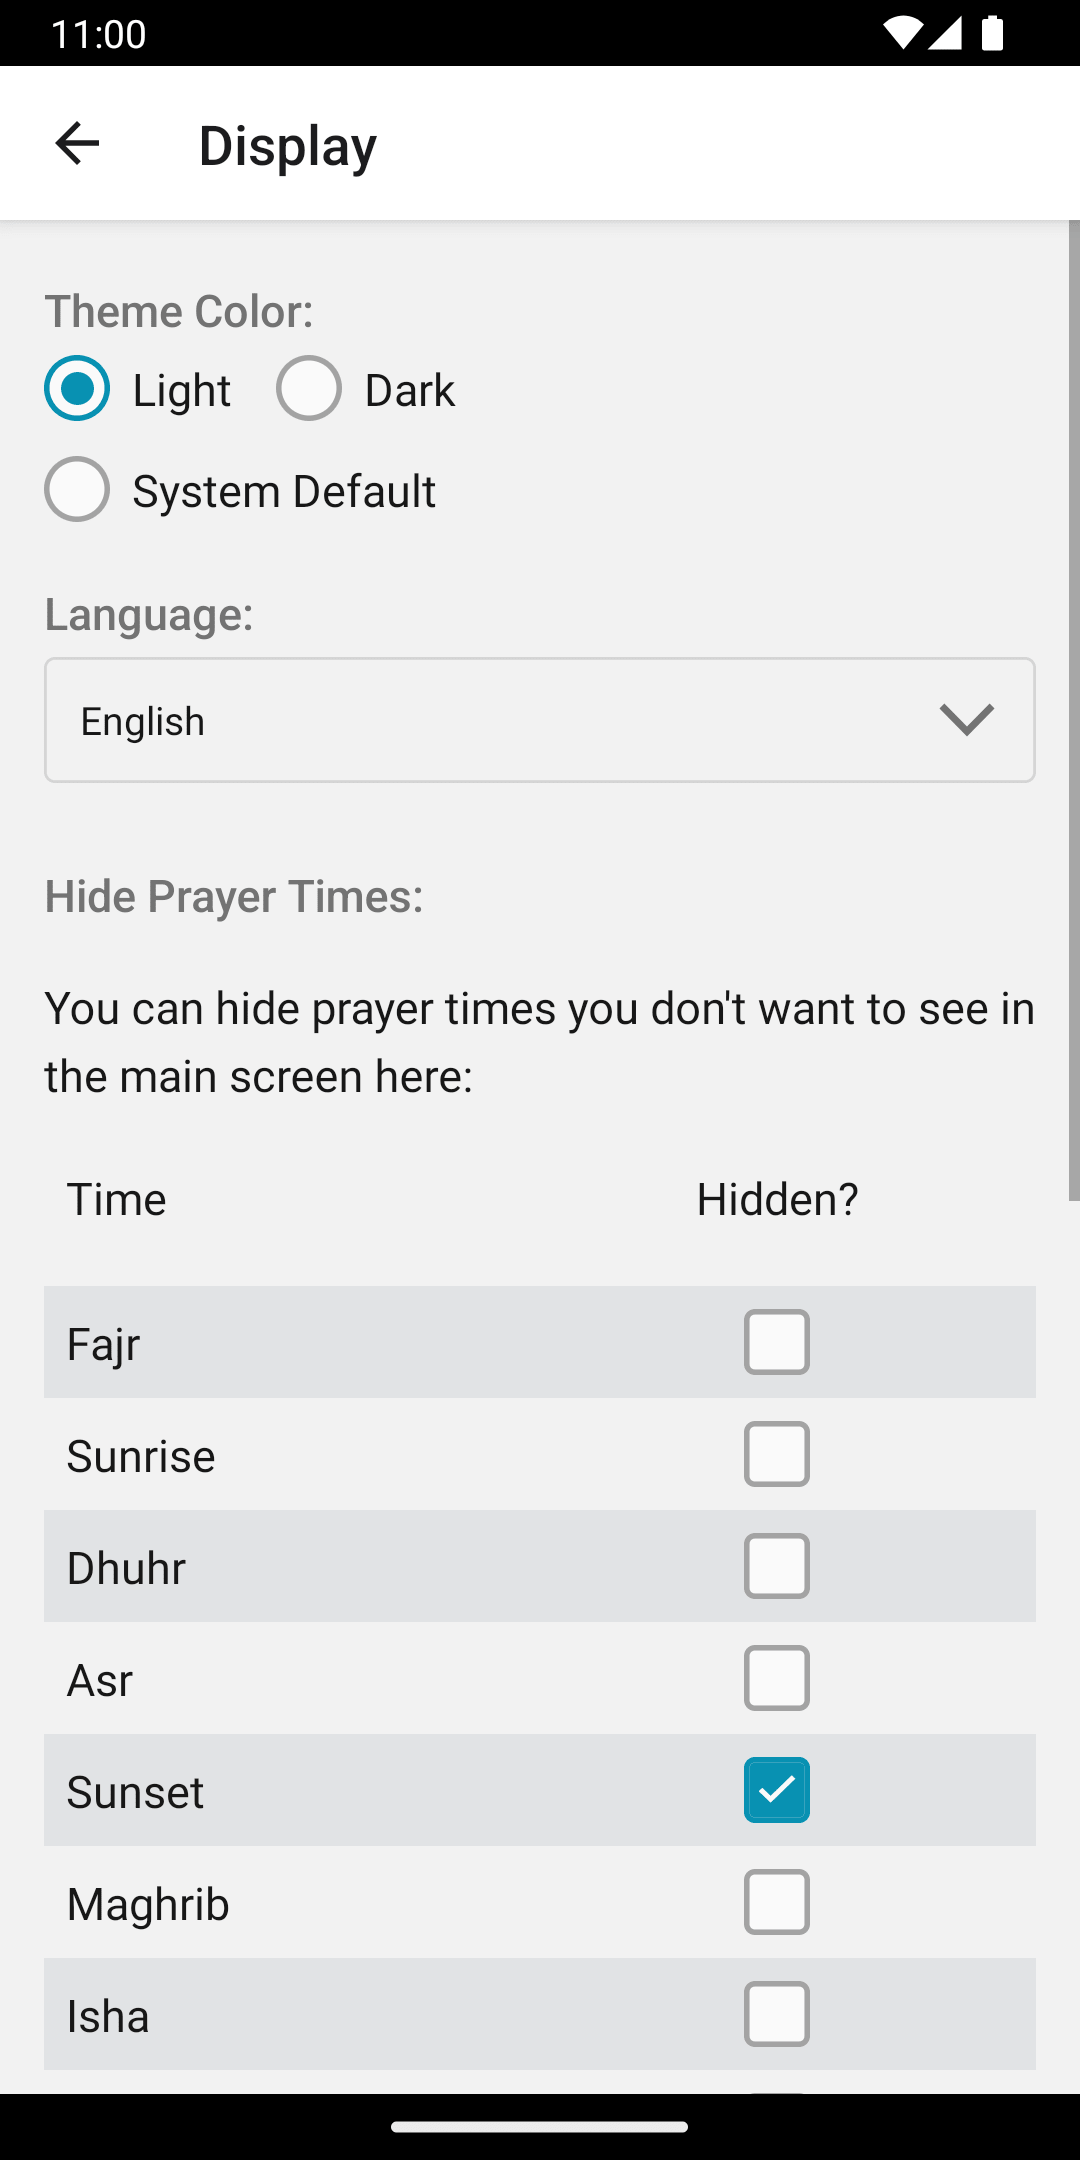 11:00
Display
Theme Color:
Light Dark
System Default
Language:
English
Hide Prayer Times:
You can hide prayer times you don't want to see in
the main screen here:
Time Hidden?
Fajr
Sunrise
Dhuhr
Asr
Sunset
Maghrib
Isha